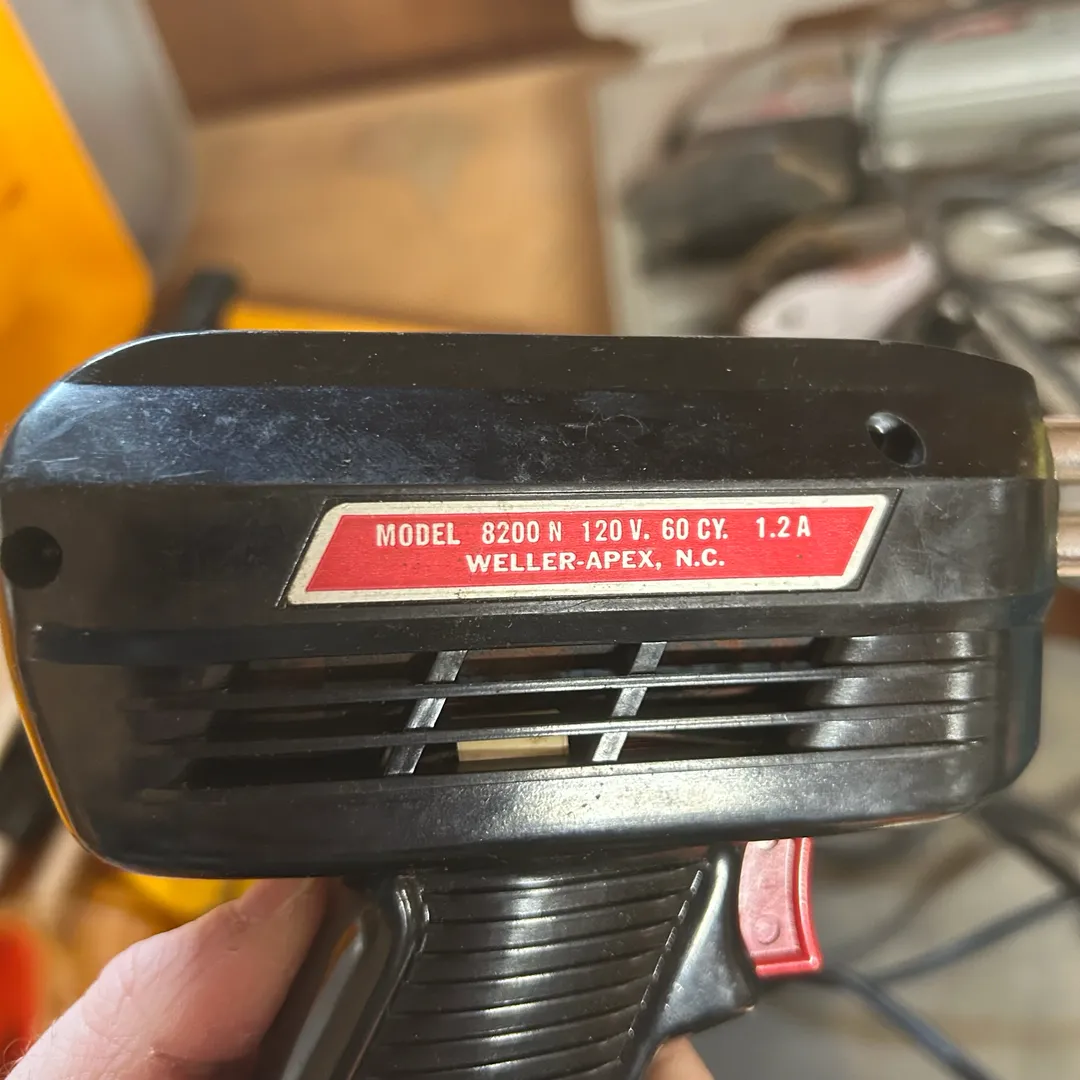 MODEL 8200 N 120 V. 60 CY. 1.2 A
WELLER-APEX, N.C.